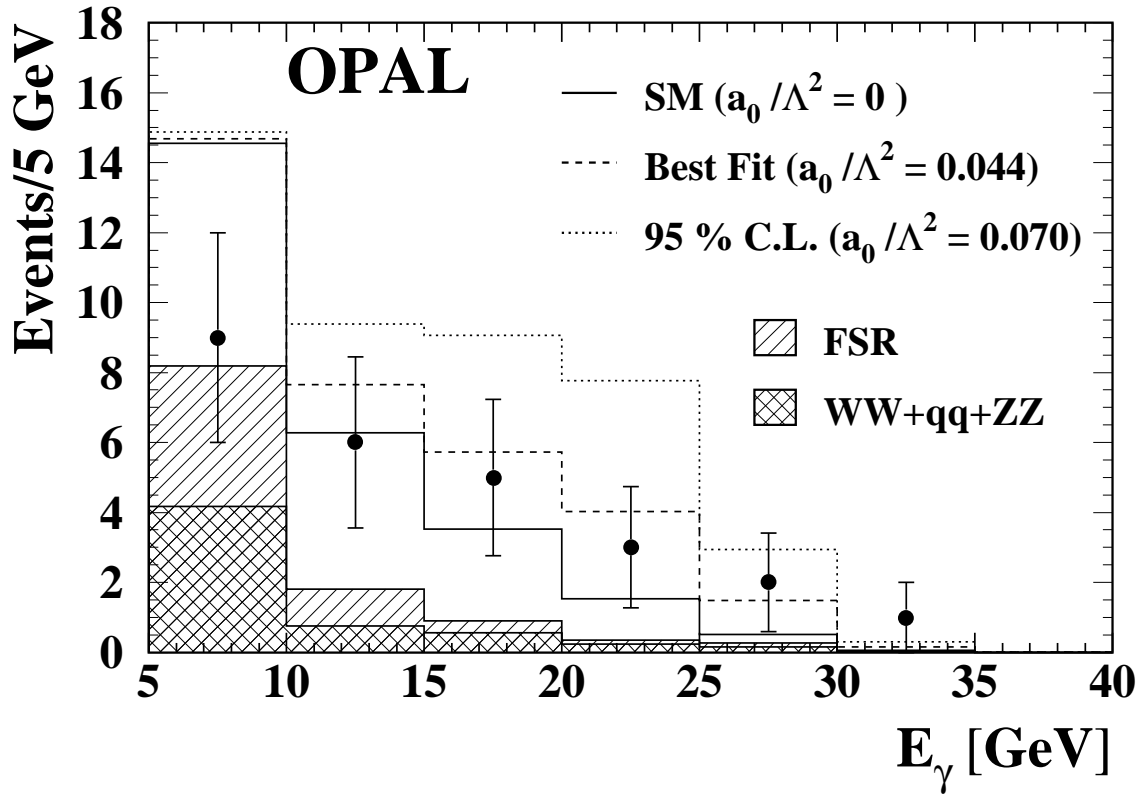 OPAL
Events/5 GeV
18
16
14
12
10
8
6
4
2
0
SM (a₀ /Λ² = 0 )
Best Fit (a₀ /Λ² = 0.044)
95 % C.L. (a₀ /Λ² = 0.070)
FSR
WW+qq+ZZ
5 10 15 20 25 30 35 40
E_γ [GeV]